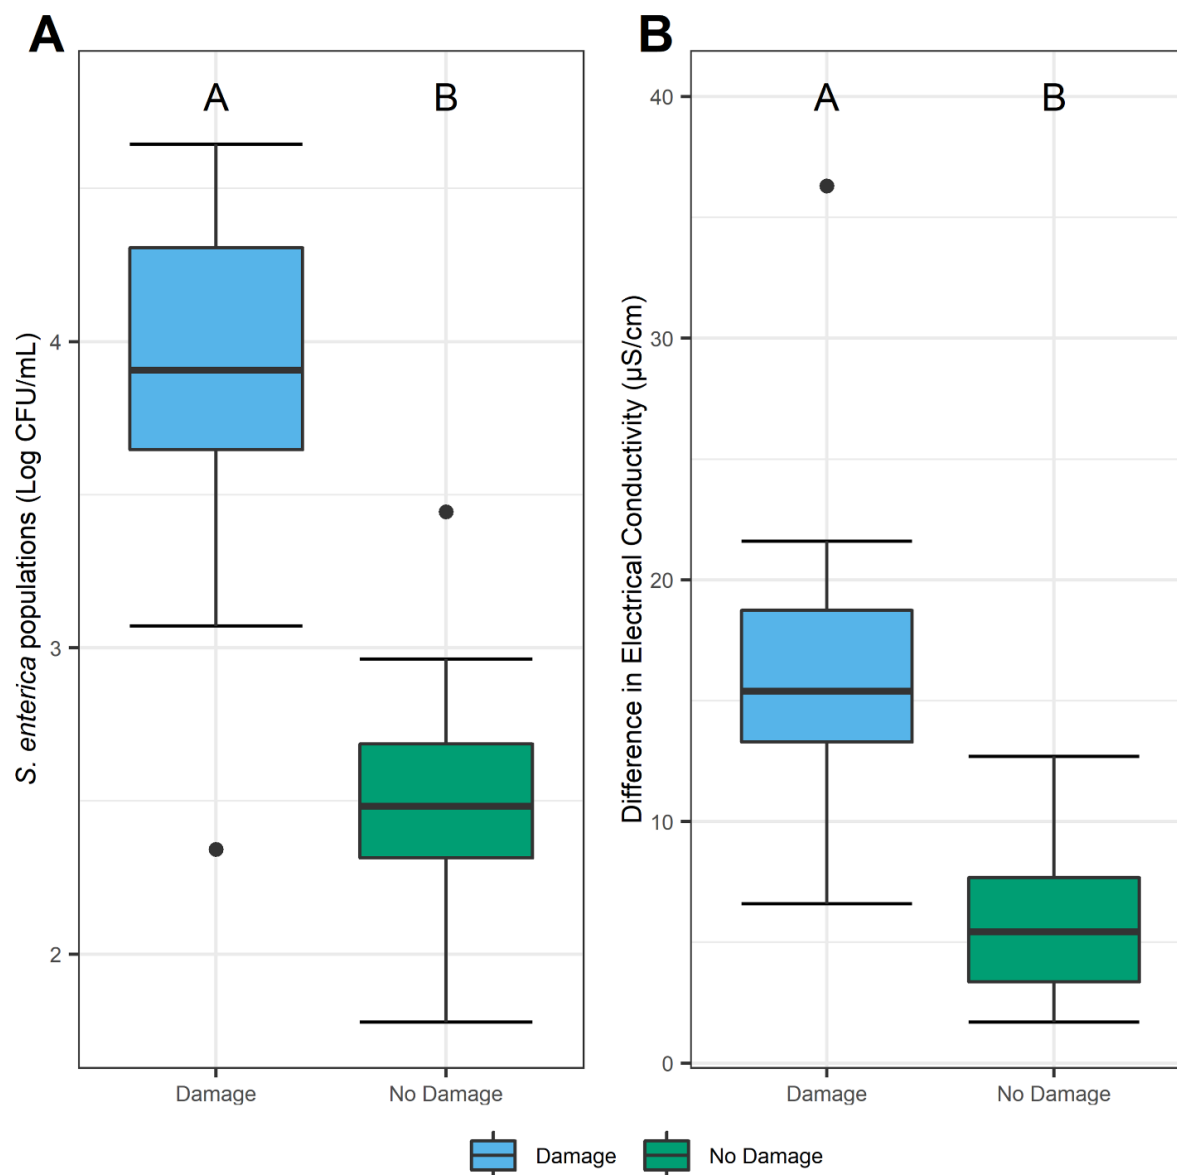 A
B
A
B
A
B
S. enterica populations (Log CFU/mL)
4
3
2
Damage
No Damage
Difference in Electrical Conductivity (µS/cm)
40
30
20
10
0
Damage
No Damage
Damage
No Damage